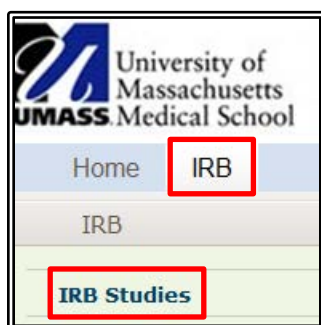 University of
Massachusetts
UMASS Medical School
Home IRB
IRB
IRB Studies